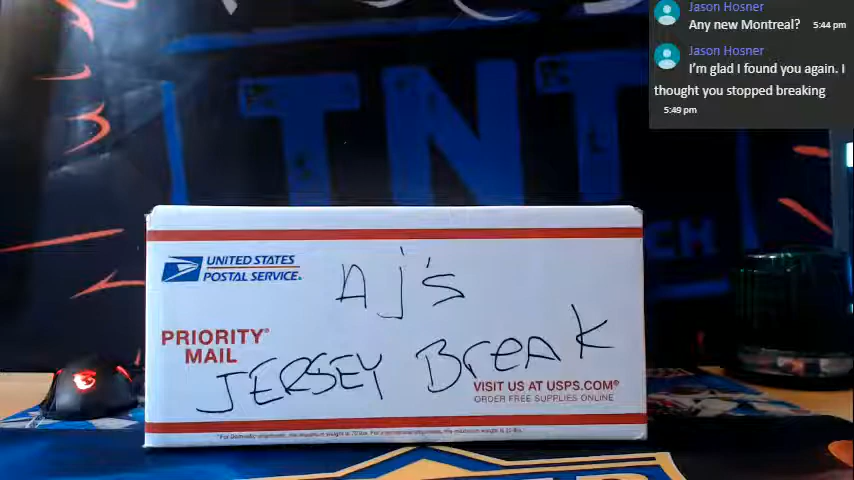 Jason Hosner
Any new Montreal? 5:44 pm
Jason Hosner
I'm glad I found you again. I
thought you stopped breaking
5:49 pm
TNT
CH
UNITED STATES
POSTAL SERVICE.
AJ's
PRIORITY®
MAIL
JERSEY BreAK
VISIT US AT USPS.COM®
ORDER FREE SUPPLIES ONLINE